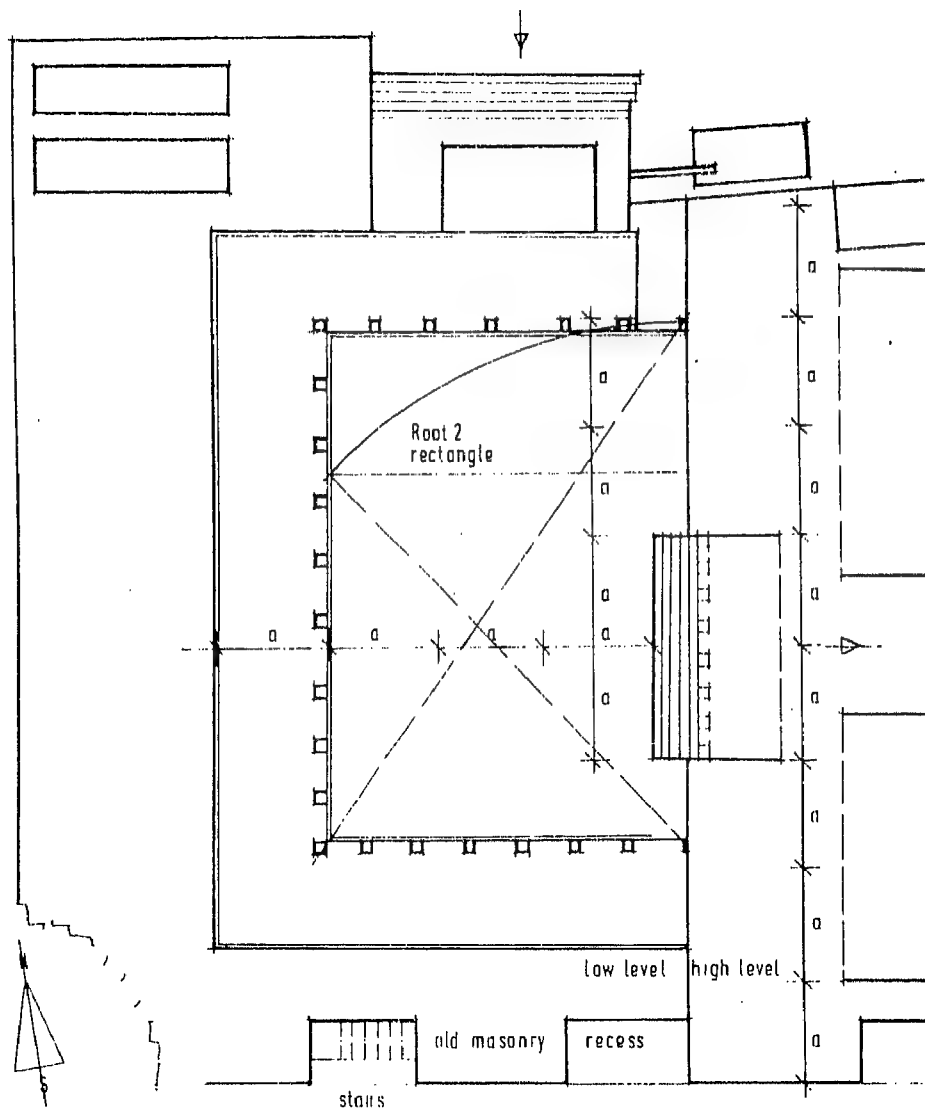 a
a a
Root 2
rectangle
a a
a a
a a a a
a a
a
a
low level high level
old masonry recess a
stairs